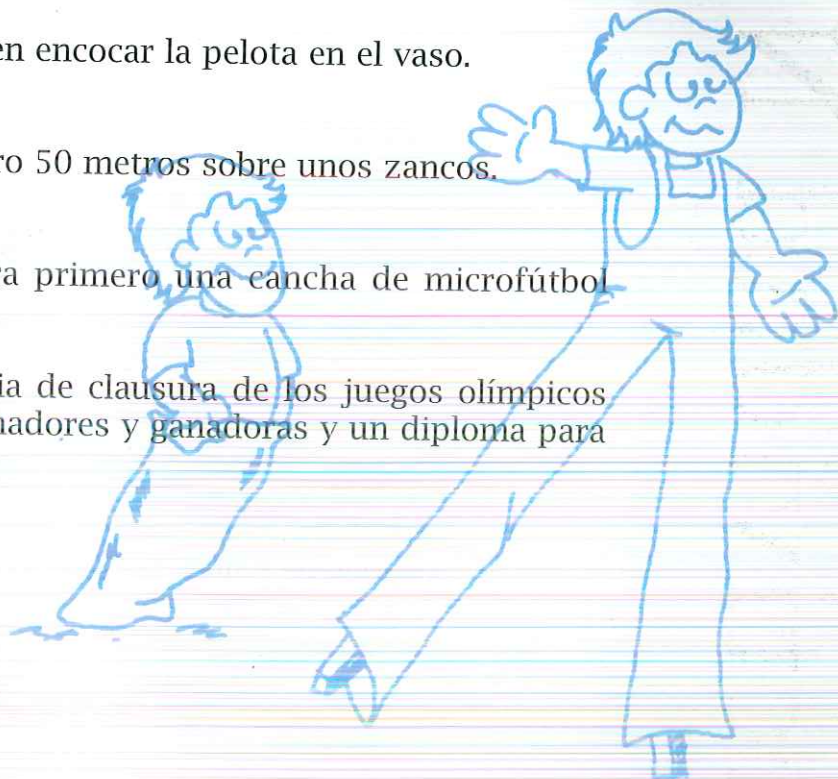 en encocar la pelota en el vaso.
ro 50 metros sobre unos zancos.
a primero una cancha de microfútbol
ia de clausura de los juegos olímpicos
nadores y ganadoras y un diploma para